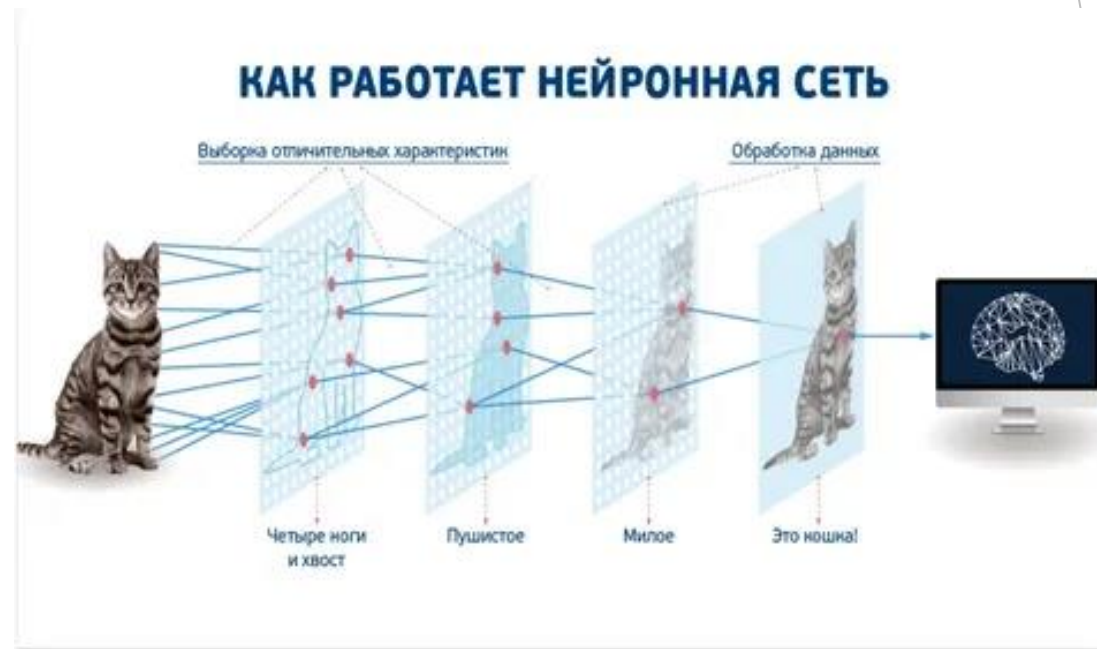 КАК РАБОТАЕТ НЕЙРОННАЯ СЕТЬ
Выборка отличительных характеристик
Обработка данных
Четыре ноги
и хвост
Пушистое
Милое
Это кошка!